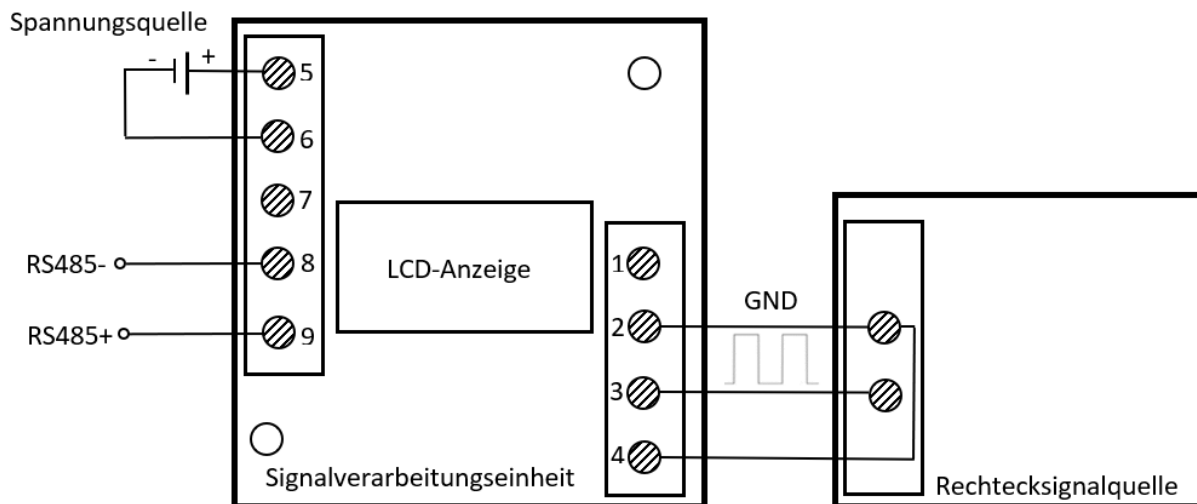 Spannungsquelle
- +
5
6
7
8
9
RS485-
RS485+
LCD-Anzeige
1
2
3
4
GND
Signalverarbeitungseinheit
Rechtecksignalquelle